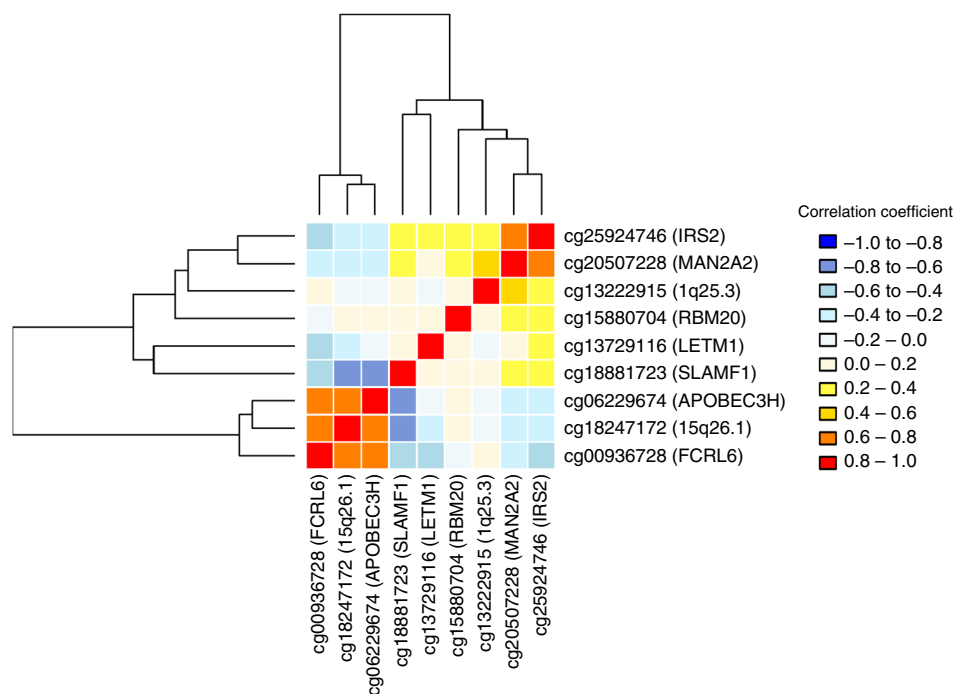 Correlation coefficient
–1.0 to –0.8
–0.8 to –0.6
–0.6 to –0.4
–0.4 to –0.2
–0.2 – 0.0
0.0 – 0.2
0.2 – 0.4
0.4 – 0.6
0.6 – 0.8
0.8 – 1.0
cg25924746 (IRS2)
cg20507228 (MAN2A2)
cg13222915 (1q25.3)
cg15880704 (RBM20)
cg13729116 (LETM1)
cg18881723 (SLAMF1)
cg06229674 (APOBEC3H)
cg18247172 (15q26.1)
cg00936728 (FCRL6)
cg00936728 (FCRL6)
cg18247172 (15q26.1)
cg06229674 (APOBEC3H)
cg18881723 (SLAMF1)
cg13729116 (LETM1)
cg15880704 (RBM20)
cg13222915 (1q25.3)
cg20507228 (MAN2A2)
cg25924746 (IRS2)